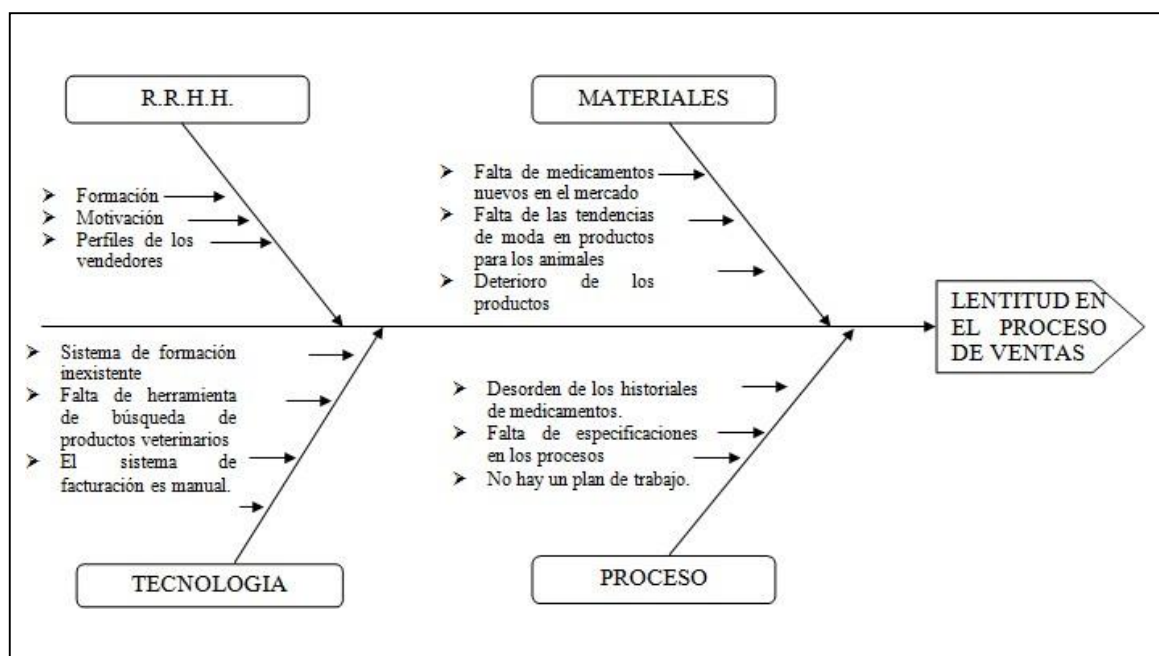 R.R.H.H.
MATERIALES
➤ Formación
➤ Motivación
➤ Perfiles de los
vendedores
➤ Falta de medicamentos
nuevos en el mercado
➤ Falta de las tendencias
de moda en productos
para los animales
➤ Deterioro de los
productos
LENTITUD EN
EL PROCESO
DE VENTAS
➤ Sistema de formación
inexistente
➤ Falta de herramienta
de búsqueda de
productos veterinarios
➤ El sistema de
facturación es manual.
➤ Desorden de los historiales
de medicamentos.
➤ Falta de especificaciones
en los procesos
➤ No hay un plan de trabajo.
TECNOLOGIA
PROCESO